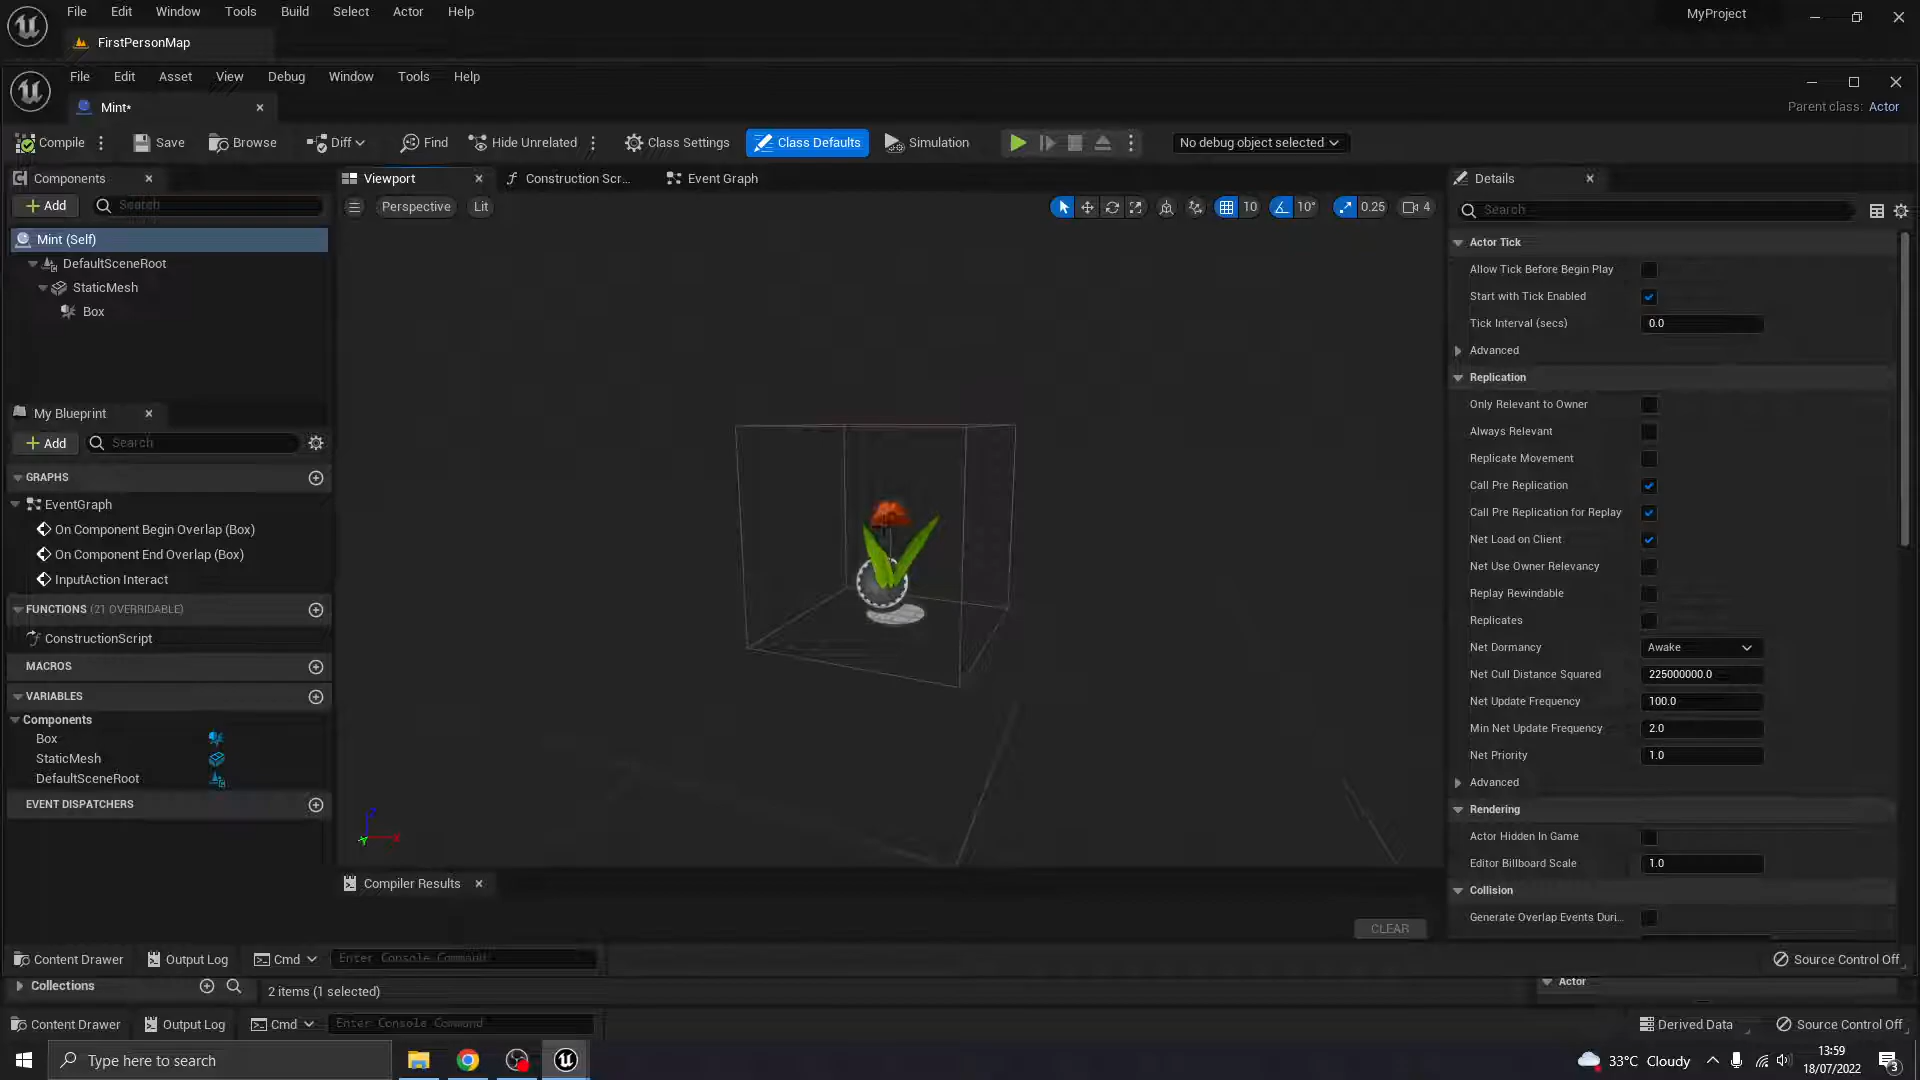 File Edit Window Tools Build Select Actor Help
MyProject
FirstPersonMap
File Edit Asset View Debug Window Tools Help
Mint*
Parent class: Actor
Compile Save Browse Diff Find Hide Unrelated Class Settings Class Defaults Simulation No debug object selected
Components
Viewport Construction Scr... Event Graph
Details
Add Search
Perspective Lit
10 10° 0.25 4
Search
Mint (Self)
DefaultSceneRoot
StaticMesh
Box
My Blueprint
Add Search
GRAPHS
EventGraph
On Component Begin Overlap (Box)
On Component End Overlap (Box)
InputAction Interact
FUNCTIONS (21 OVERRIDABLE)
ConstructionScript
MACROS
VARIABLES
Components
Box
StaticMesh
DefaultSceneRoot
EVENT DISPATCHERS
Actor Tick
Allow Tick Before Begin Play
Start with Tick Enabled
Tick Interval (secs) 0.0
Advanced
Replication
Only Relevant to Owner
Always Relevant
Replicate Movement
Call Pre Replication
Call Pre Replication for Replay
Net Load on Client
Net Use Owner Relevancy
Replay Rewindable
Replicates
Net Dormancy Awake
Net Cull Distance Squared 225000000.0
Net Update Frequency 100.0
Min Net Update Frequency 2.0
Net Priority 1.0
Advanced
Rendering
Actor Hidden In Game
Editor Billboard Scale 1.0
Collision
Generate Overlap Events Duri...
Compiler Results
CLEAR
Content Drawer Output Log Cmd Enter Console Command
Source Control Off
Collections
2 items (1 selected)
Actor
Content Drawer Output Log Cmd Enter Console Command
Derived Data Source Control Off
Type here to search
33°C Cloudy
13:59
18/07/2022
3